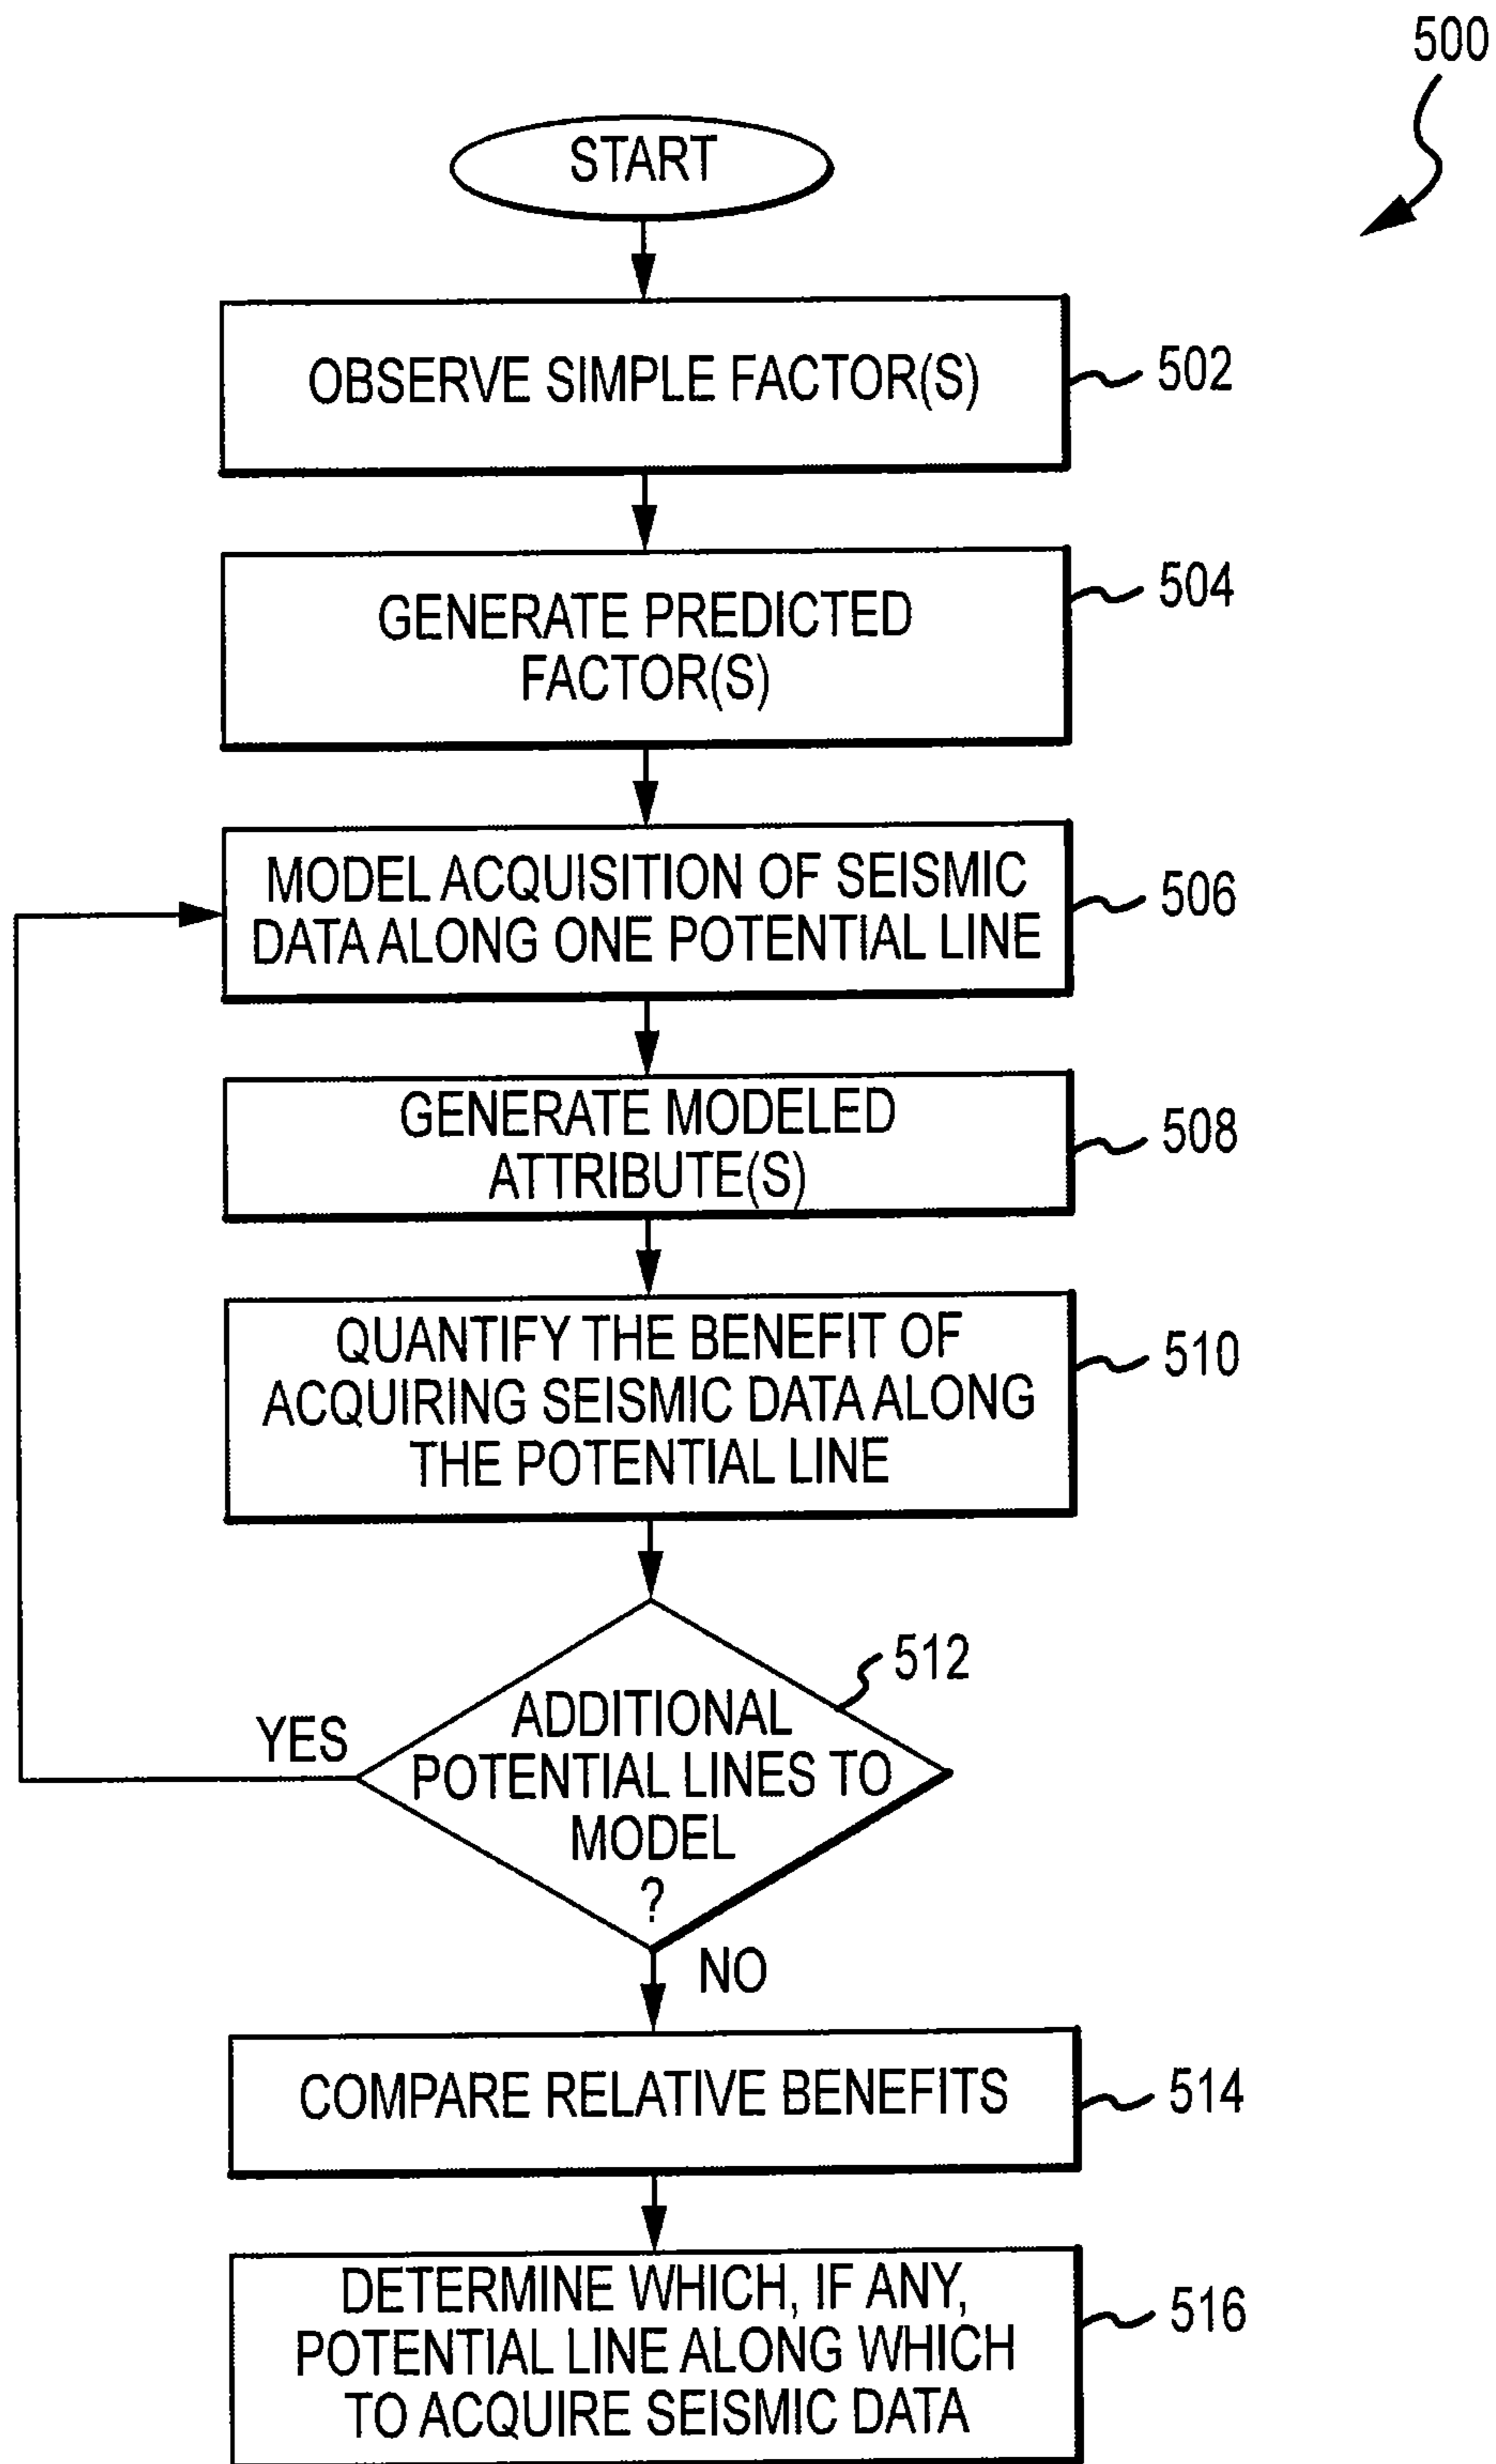 500
START
OBSERVE SIMPLE FACTOR(S)
502
GENERATE PREDICTED
FACTOR(S)
504
MODEL ACQUISITION OF SEISMIC
DATA ALONG ONE POTENTIAL LINE
506
GENERATE MODELED
ATTRIBUTE(S)
508
QUANTIFY THE BENEFIT OF
ACQUIRING SEISMIC DATA ALONG
THE POTENTIAL LINE
510
512
ADDITIONAL
POTENTIAL LINES TO
MODEL
?
YES
NO
COMPARE RELATIVE BENEFITS
514
DETERMINE WHICH, IF ANY,
POTENTIAL LINE ALONG WHICH
TO ACQUIRE SEISMIC DATA
516